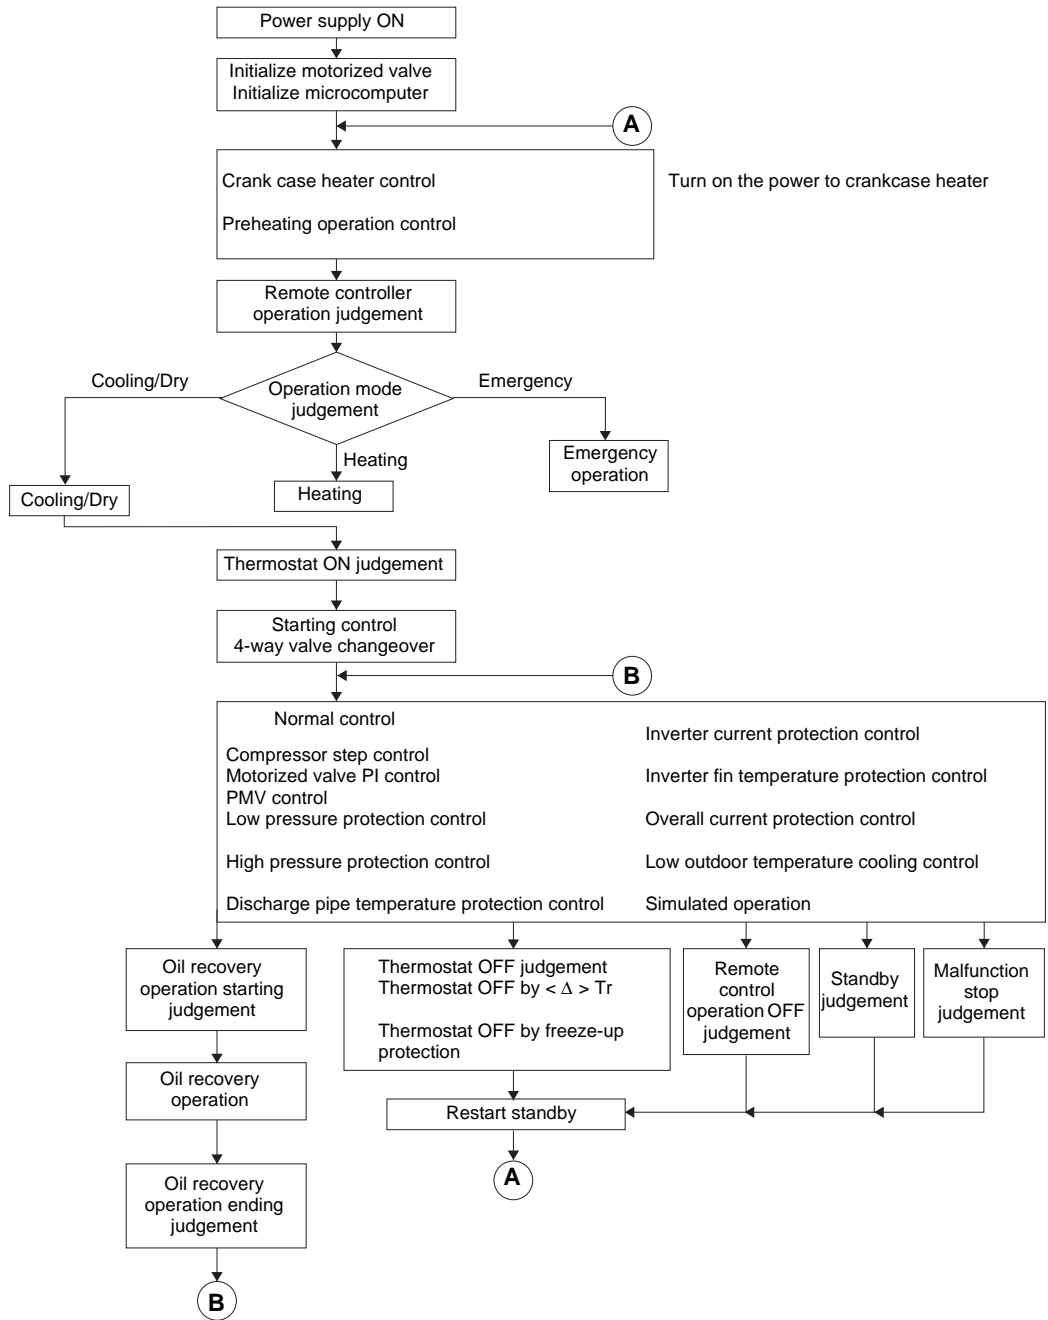 Power supply ON
Initialize motorized valve
Initialize microcomputer
A
Crank case heater control
Turn on the power to crankcase heater
Preheating operation control
Remote controller
operation judgement
Cooling/Dry
Operation mode
judgement
Emergency
Heating
Emergency
operation
Cooling/Dry
Heating
Thermostat ON judgement
Starting control
4-way valve changeover
B
Normal control
Compressor step control
Motorized valve PI control
PMV control
Low pressure protection control
High pressure protection control
Discharge pipe temperature protection control
Inverter current protection control
Inverter fin temperature protection control
Overall current protection control
Low outdoor temperature cooling control
Simulated operation
Oil recovery
operation starting
judgement
Thermostat OFF judgement
Thermostat OFF by < Δ > Tr
Thermostat OFF by freeze-up
protection
Remote
control
operation OFF
judgement
Standby
judgement
Malfunction
stop
judgement
Oil recovery
operation
Restart standby
A
Oil recovery
operation ending
judgement
B